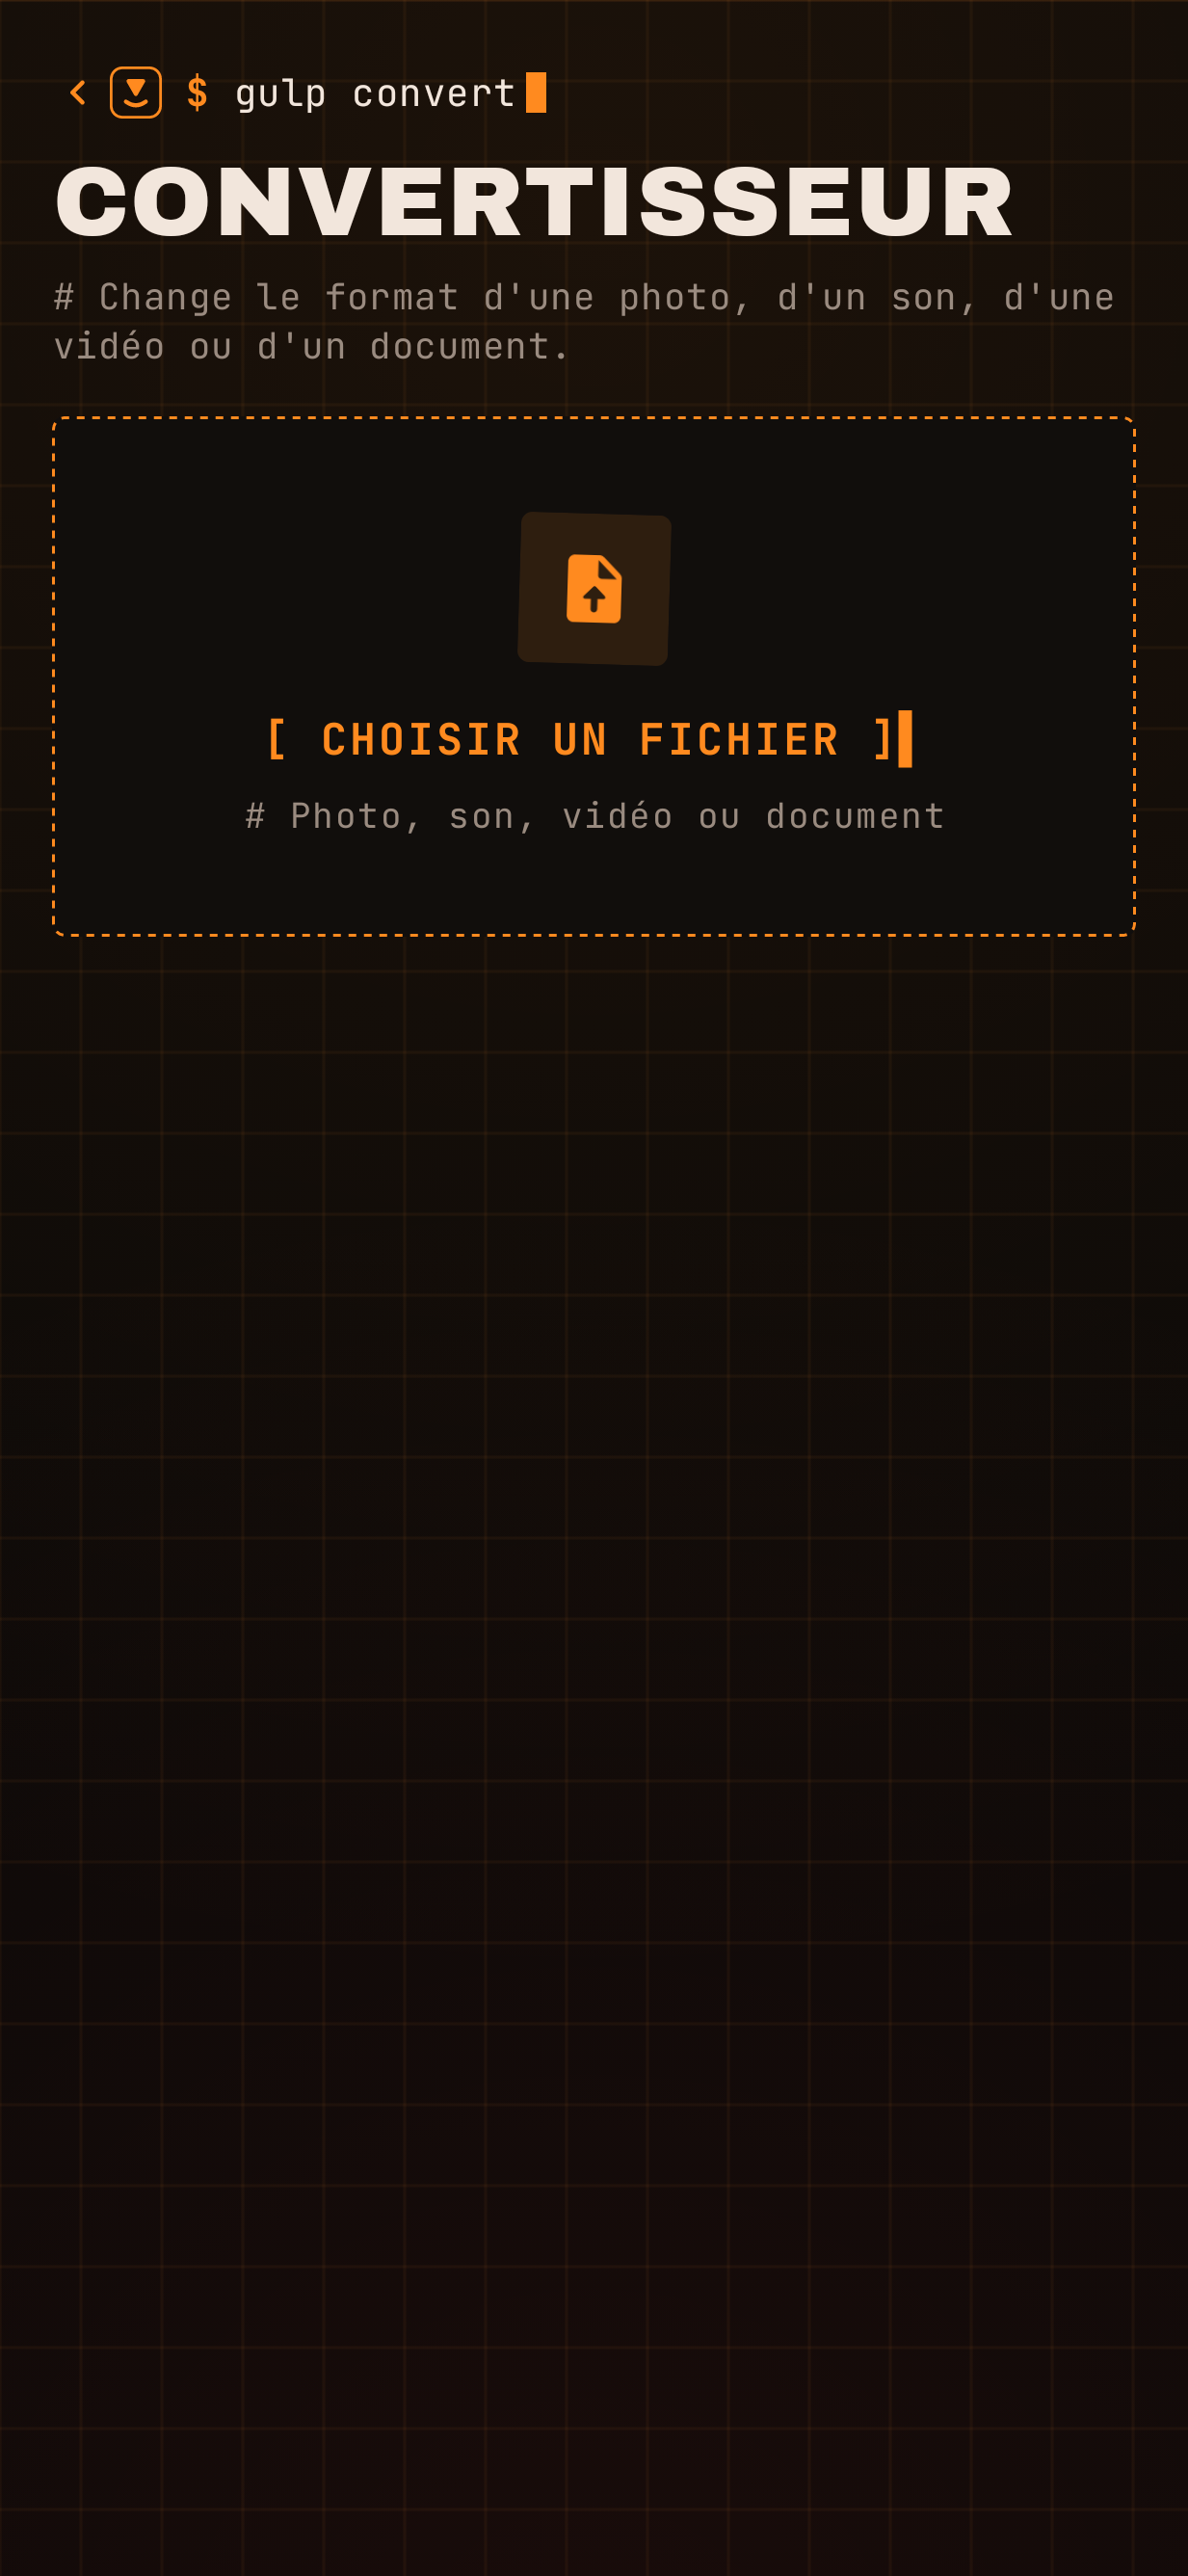 $ gulp convert
CONVERTISSEUR
# Change le format d'une photo, d'un son, d'une
vidéo ou d'un document.
[ CHOISIR UN FICHIER ]
# Photo, son, vidéo ou document